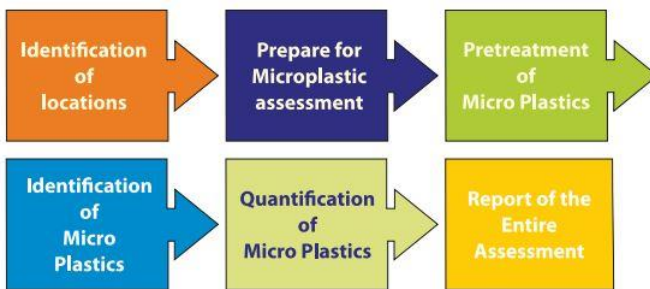 Identification
of
locations
Prepare for
Microplastic
assessment
Pretreatment
of
Micro Plastics
Identification
of
Micro
Plastics
Quantification
of
Micro Plastics
Report of the
Entire
Assessment